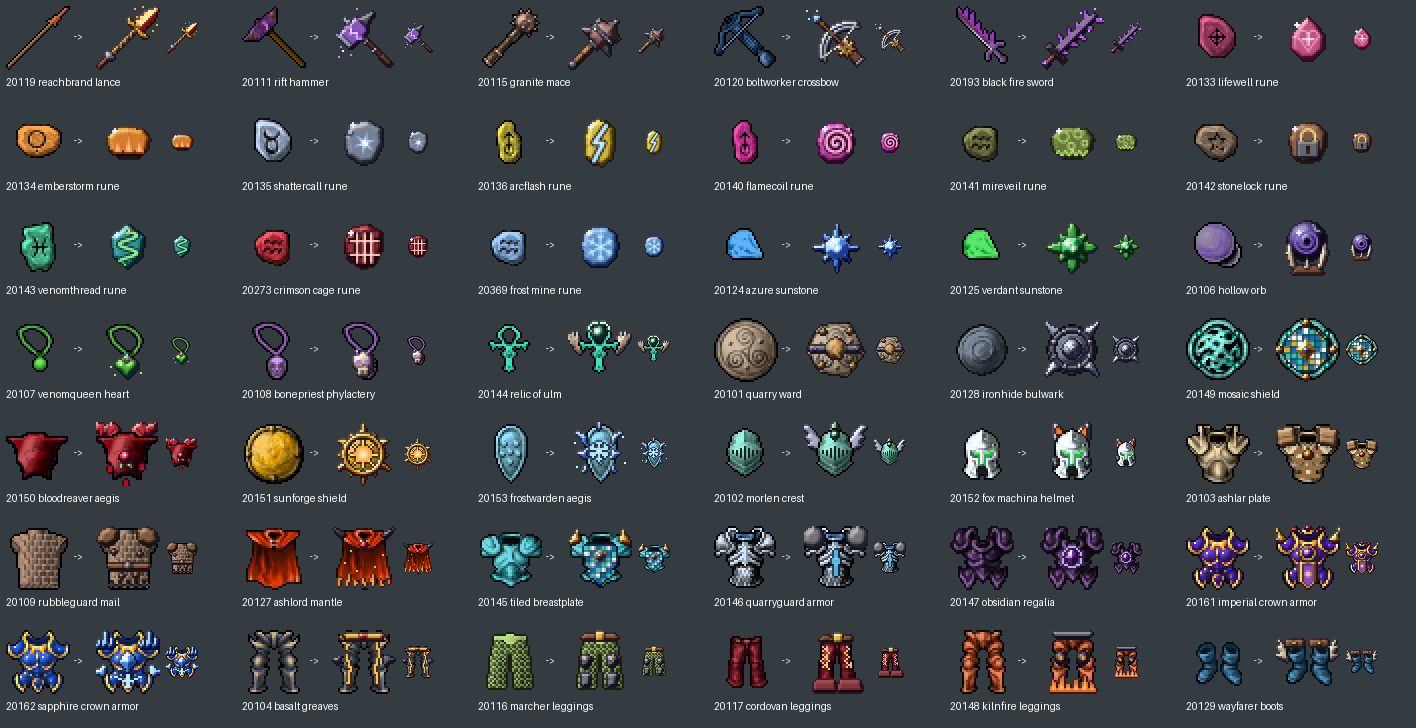 -> -> -> -> -> ->
20119 reachbrand lance 20111 rift hammer 20115 granite mace 20120 boltworker crossbow 20193 black fire sword 20133 lifewell rune
-> -> -> -> -> ->
20134 emberstorm rune 20135 shattercall rune 20136 arcflash rune 20140 flamecoil rune 20141 mireveil rune 20142 stonelock rune
-> -> -> -> -> ->
20143 venomthread rune 20273 crimson cage rune 20369 frost mine rune 20124 azure sunstone 20125 verdant sunstone 20106 hollow orb
-> -> -> -> -> ->
20107 venomqueen heart 20108 bonepriest phylactery 20144 relic of ulm 20101 quarry ward 20128 ironhide bulwark 20149 mosaic shield
-> -> -> -> -> ->
20150 bloodreaver aegis 20151 sunforge shield 20153 frostwarden aegis 20102 morlen crest 20152 fox machina helmet 20103 ashlar plate
-> -> -> -> -> ->
20109 rubbleguard mail 20127 ashlord mantle 20145 tiled breastplate 20146 quarryguard armor 20147 obsidian regalia 20161 imperial crown armor
-> -> -> -> -> ->
20162 sapphire crown armor 20104 basalt greaves 20116 marcher leggings 20117 cordovan leggings 20148 kilnfire leggings 20129 wayfarer boots